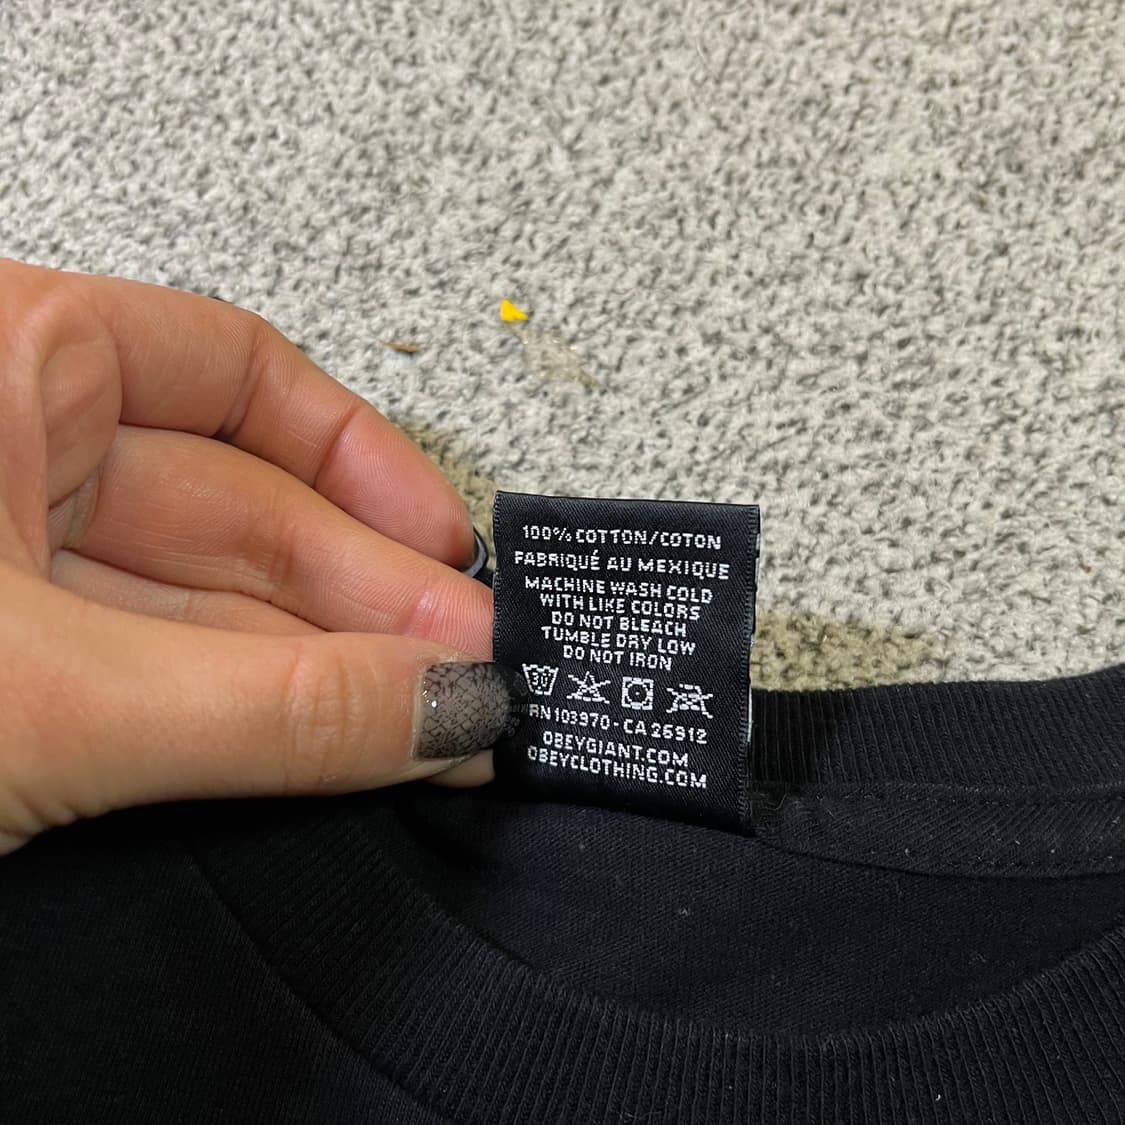 100% COTTON/COTON
FABRIQUÉ AU MEXIQUE
MACHINE WASH COLD
WITH LIKE COLORS
DO NOT BLEACH
TUMBLE DRY LOW
DO NOT IRON
30
RN 103970 - CA 26912
OBEYGIANT.COM
OBEYCLOTHING.COM